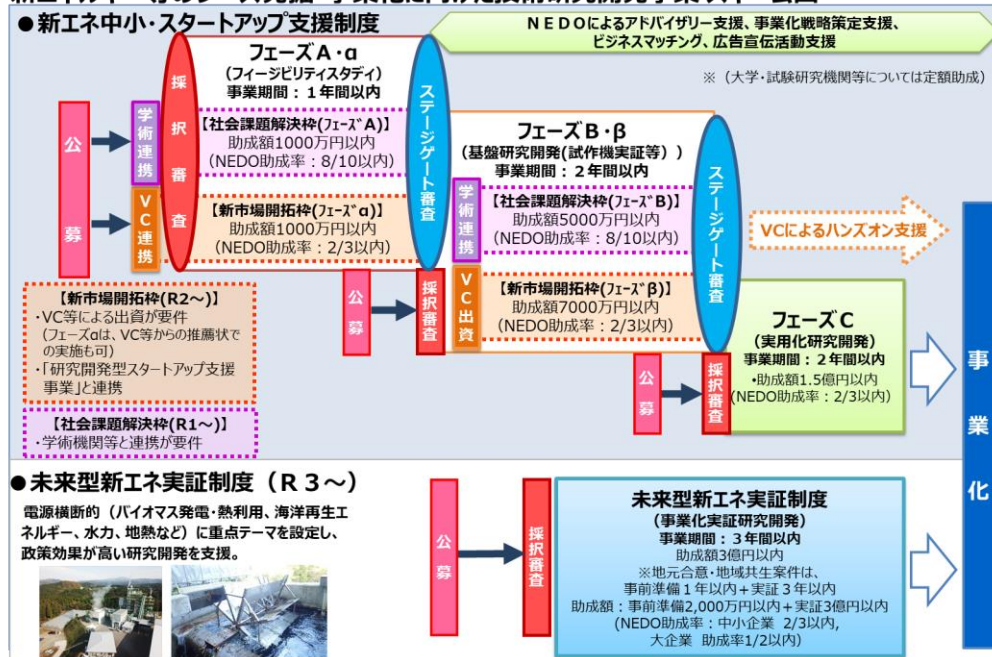 ●新エネ中小・スタートアップ支援制度
NEDOによるアドバイザリー支援、事業化戦略策定支援、
ビジネスマッチング、広告宣伝活動支援
※（大学・試験研究機関等については定額助成）
公募
学術連携
VC連携
採択審査
フェーズA・α
(フィージビリティスタディ)
事業期間：１年間以内
【社会課題解決枠(フェーズA)】
助成額1000万円以内
(NEDO助成率：8/10以内)
【新市場開拓枠(フェーズα)】
助成額1000万円以内
(NEDO助成率：2/3以内)
ステージゲート審査
公募
採択審査
フェーズB・β
(基盤研究開発(試作機実証等））
事業期間：２年間以内
学術連携
【社会課題解決枠(フェーズB)】
助成額5000万円以内
(NEDO助成率：8/10以内)
VC出資
【新市場開拓枠(フェーズβ)】
助成額7000万円以内
(NEDO助成率：2/3以内)
ステージゲート審査
VCによるハンズオン支援
公募
採択審査
フェーズC
(実用化研究開発)
事業期間：２年間以内
・助成額1.5億円以内
(NEDO助成率：2/3以内)
事業化
【新市場開拓枠(R2～)】
・VC等による出資が要件
(フェーズαは、VC等からの推薦状で
の実施も可)
・「研究開発型スタートアップ支援
事業」と連携
【社会課題解決枠(R1～)】
・学術機関等と連携が要件
●未来型新エネ実証制度（R３～）
電源横断的（バイオマス発電・熱利用、海洋再生エ
ネルギー、水力、地熱など）に重点テーマを設定し、
政策効果が高い研究開発を支援。
公募
採択審査
未来型新エネ実証制度
(事業化実証研究開発)
事業期間：３年間以内
助成額3億円以内
※地元合意・地域共生案件は、
事前準備１年以内＋実証３年以内
助成額：事前準備2,000万円以内＋実証3億円以内
(NEDO助成率：中小企業 2/3以内,
大企業 助成率1/2以内)